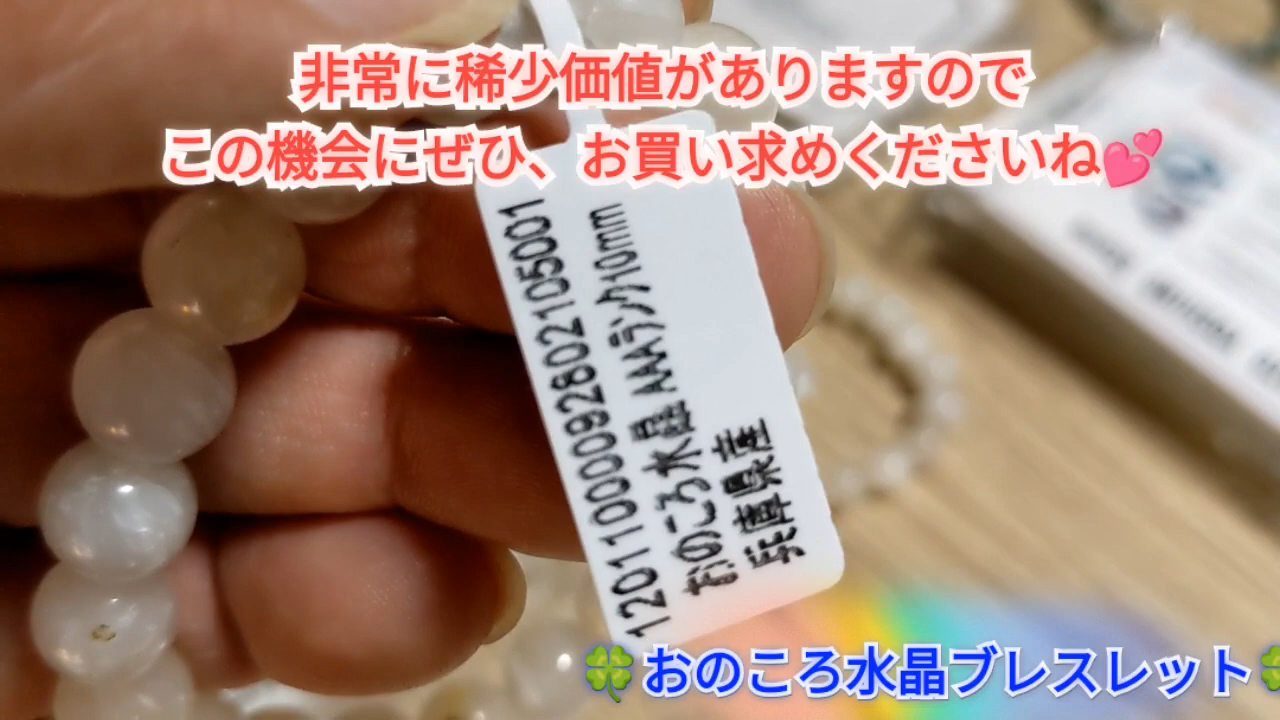 非常に稀少価値がありますので
この機会にぜひ、お買い求めくださいね💕
1201100009280210​5001
おのころ水晶 AAAランク10mm
兵庫県産
🍀おのころ水晶ブレスレット🍀